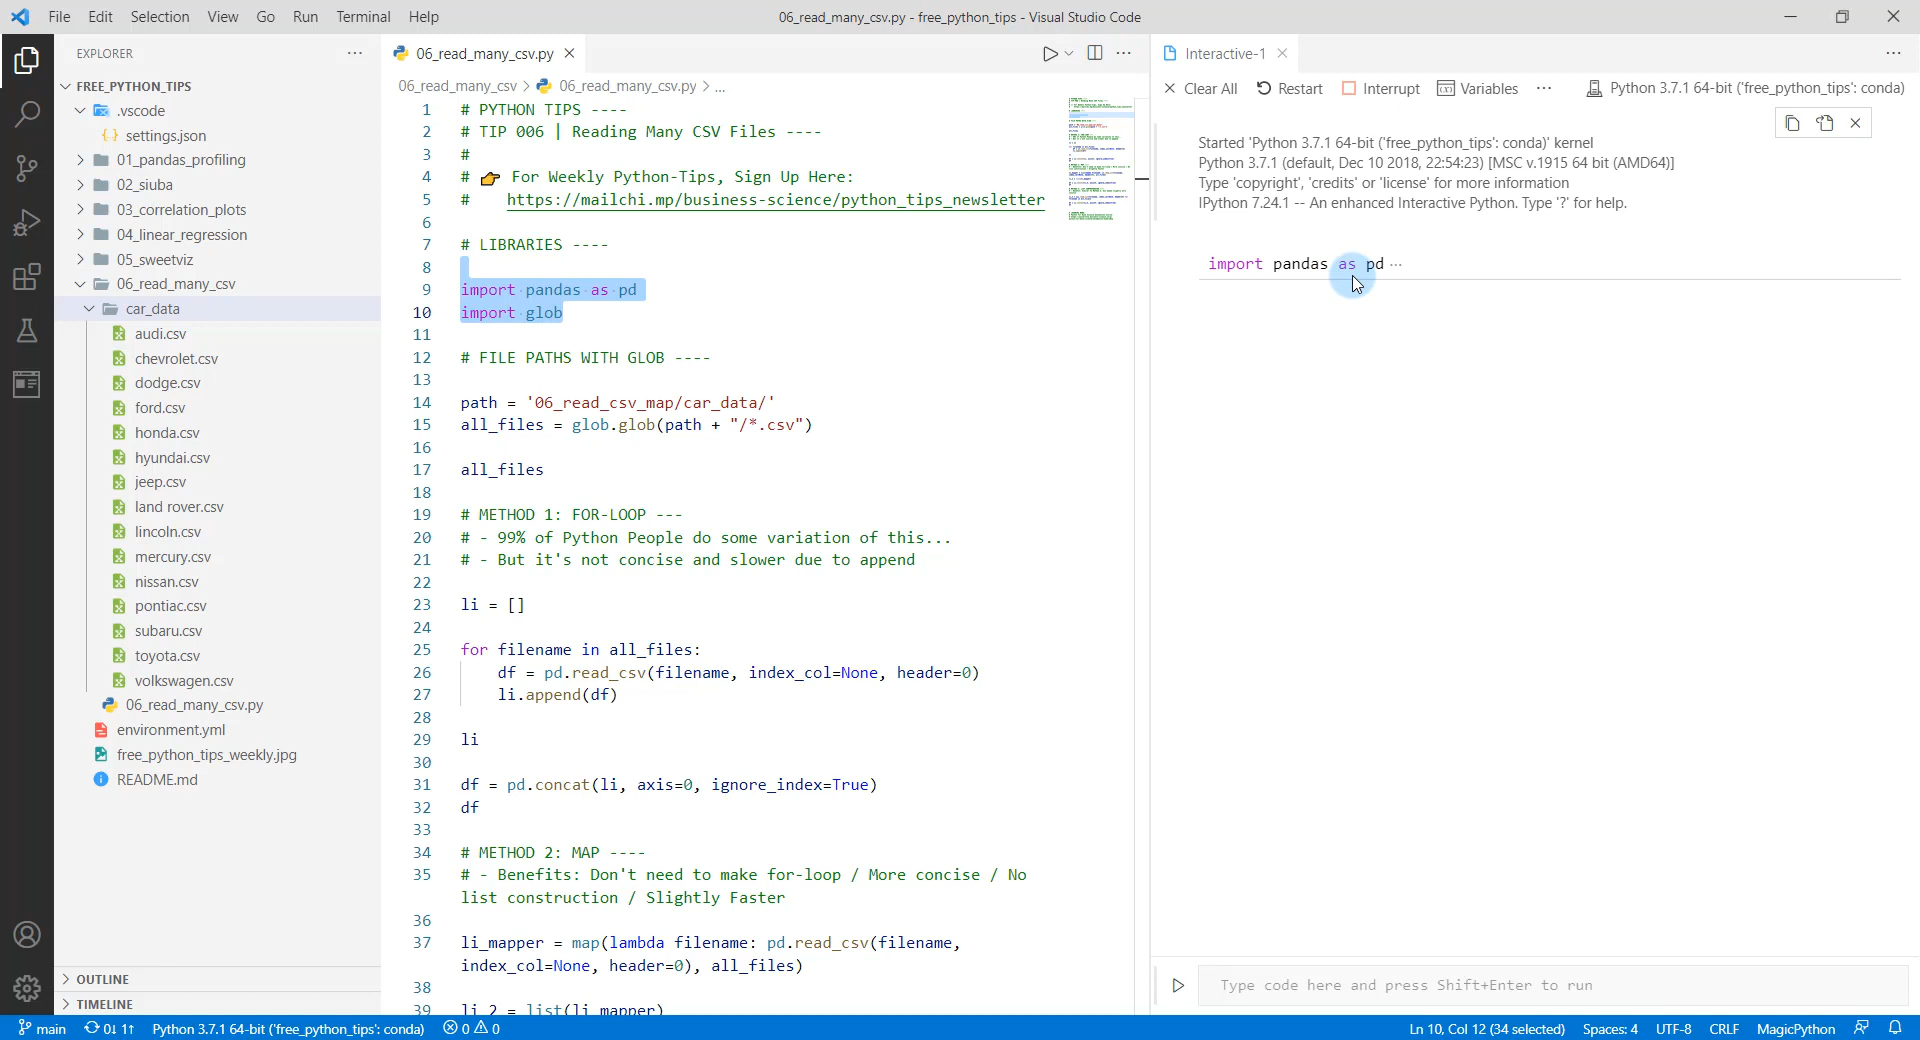 File Edit Selection View Go Run Terminal Help
06_read_many_csv.py - free_python_tips - Visual Studio Code
EXPLORER
FREE_PYTHON_TIPS
.vscode
settings.json
01_pandas_profiling
02_siuba
03_correlation_plots
04_linear_regression
05_sweetviz
06_read_many_csv
car_data
audi.csv
chevrolet.csv
dodge.csv
ford.csv
honda.csv
hyundai.csv
jeep.csv
land rover.csv
lincoln.csv
mercury.csv
nissan.csv
pontiac.csv
subaru.csv
toyota.csv
volkswagen.csv
06_read_many_csv.py
environment.yml
free_python_tips_weekly.jpg
README.md
OUTLINE
TIMELINE
06_read_many_csv.py
06_read_many_csv > 06_read_many_csv.py > ...
1 # PYTHON TIPS ----
2 # TIP 006 | Reading Many CSV Files ----
3 #
4 # 👉 For Weekly Python-Tips, Sign Up Here:
5 # https://mailchi.mp/business-science/python_tips_newsletter
6
7 # LIBRARIES ----
8
9 import pandas as pd
10 import glob
11
12 # FILE PATHS WITH GLOB ----
13
14 path = '06_read_csv_map/car_data/'
15 all_files = glob.glob(path + "/*.csv")
16
17 all_files
18
19 # METHOD 1: FOR-LOOP ---
20 # - 99% of Python People do some variation of this...
21 # - But it's not concise and slower due to append
22
23 li = []
24
25 for filename in all_files:
26 df = pd.read_csv(filename, index_col=None, header=0)
27 li.append(df)
28
29 li
30
31 df = pd.concat(li, axis=0, ignore_index=True)
32 df
33
34 # METHOD 2: MAP ----
35 # - Benefits: Don't need to make for-loop / More concise / No
list construction / Slightly Faster
36
37 li_mapper = map(lambda filename: pd.read_csv(filename,
index_col=None, header=0), all_files)
38
39 li_2 = list(li_mapper)
Interactive-1
Clear All Restart Interrupt Variables ... Python 3.7.1 64-bit ('free_python_tips': conda)
Started 'Python 3.7.1 64-bit ('free_python_tips': conda)' kernel
Python 3.7.1 (default, Dec 10 2018, 22:54:23) [MSC v.1915 64 bit (AMD64)]
Type 'copyright', 'credits' or 'license' for more information
IPython 7.24.1 -- An enhanced Interactive Python. Type '?' for help.
import pandas as pd ...
Type code here and press Shift+Enter to run
main 0↓ 1↑ Python 3.7.1 64-bit ('free_python_tips': conda) 0 0
Ln 10, Col 12 (34 selected) Spaces: 4 UTF-8 CRLF MagicPython